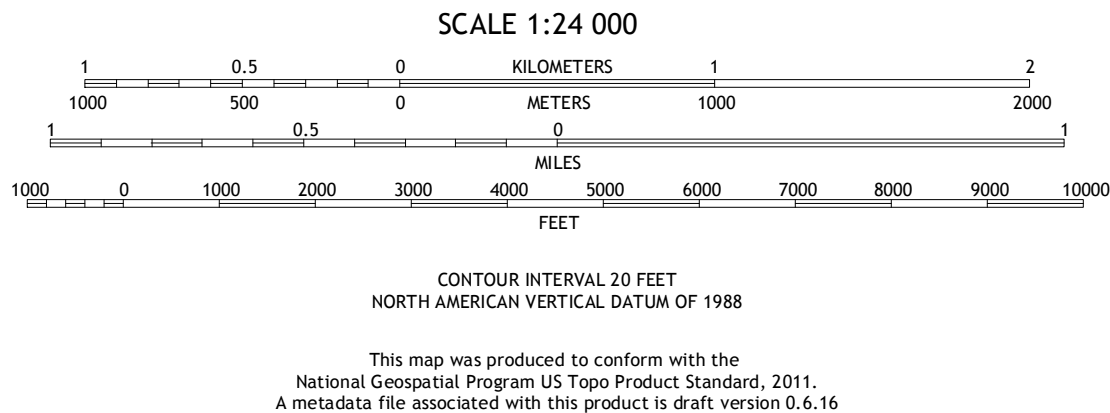 SCALE 1:24 000
1 0.5 0 KILOMETERS 1 2
1000 500 0 METERS 1000 2000
1 0.5 0 1
MILES
1000 0 1000 2000 3000 4000 5000 6000 7000 8000 9000 10000
FEET
CONTOUR INTERVAL 20 FEET
NORTH AMERICAN VERTICAL DATUM OF 1988
This map was produced to conform with the
National Geospatial Program US Topo Product Standard, 2011.
A metadata file associated with this product is draft version 0.6.16